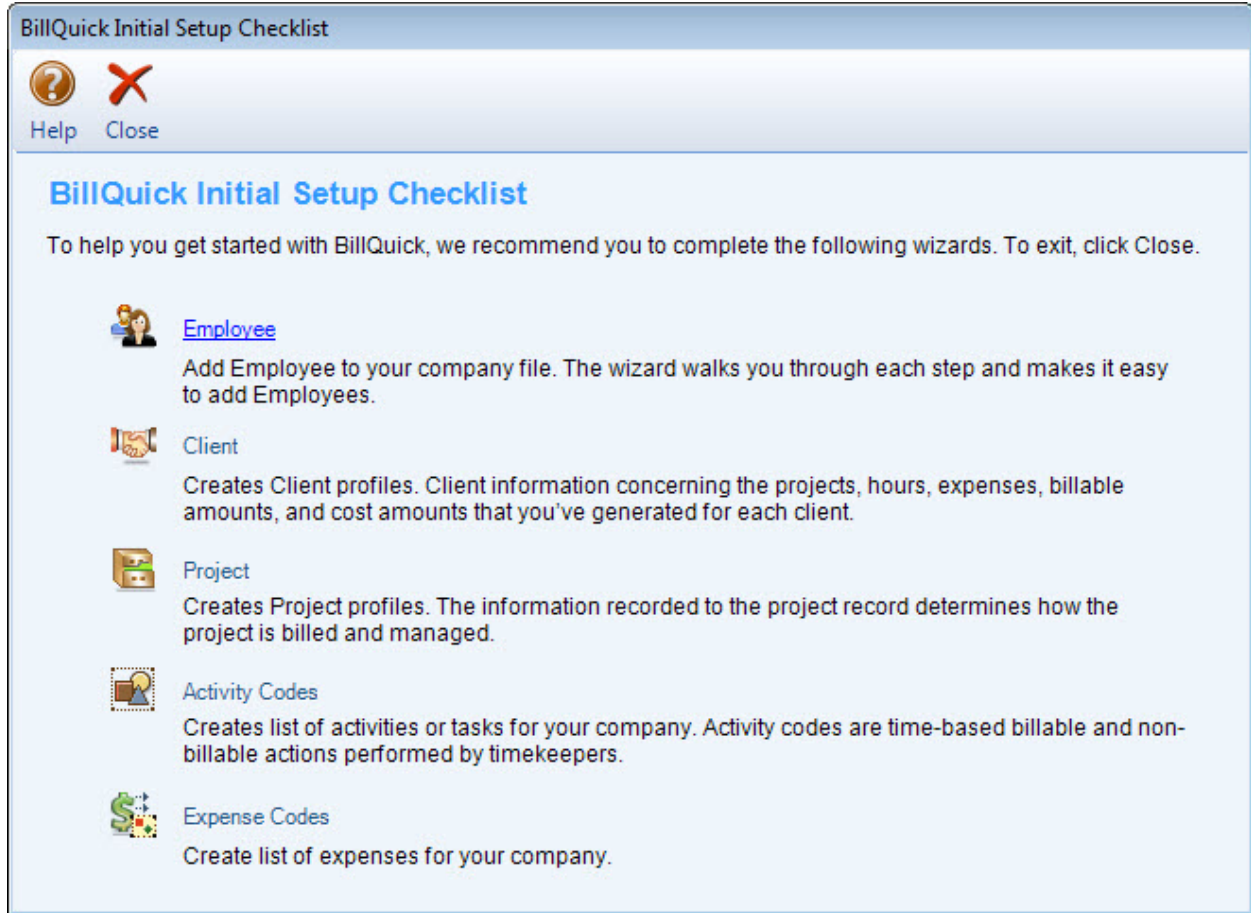 BillQuick Initial Setup Checklist
Help Close
BillQuick Initial Setup Checklist
To help you get started with BillQuick, we recommend you to complete the following wizards. To exit, click Close.
Employee
Add Employee to your company file. The wizard walks you through each step and makes it easy
to add Employees.
Client
Creates Client profiles. Client information concerning the projects, hours, expenses, billable
amounts, and cost amounts that you've generated for each client.
Project
Creates Project profiles. The information recorded to the project record determines how the
project is billed and managed.
Activity Codes
Creates list of activities or tasks for your company. Activity codes are time-based billable and non-
billable actions performed by timekeepers.
Expense Codes
Create list of expenses for your company.